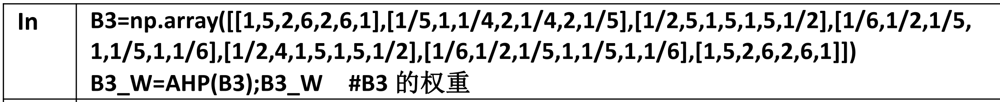 In B3=np.array([[1,5,2,6,2,6,1],[1/5,1,1/4,2,1/4,2,1/5],[1/2,5,1,5,1,5,1/2],[1/6,1/2,1/5,
1,1/5,1,1/6],[1/2,4,1,5,1,5,1/2],[1/6,1/2,1/5,1,1/5,1,1/6],[1,5,2,6,2,6,1]])
B3_W=AHP(B3);B3_W #B3 的权重